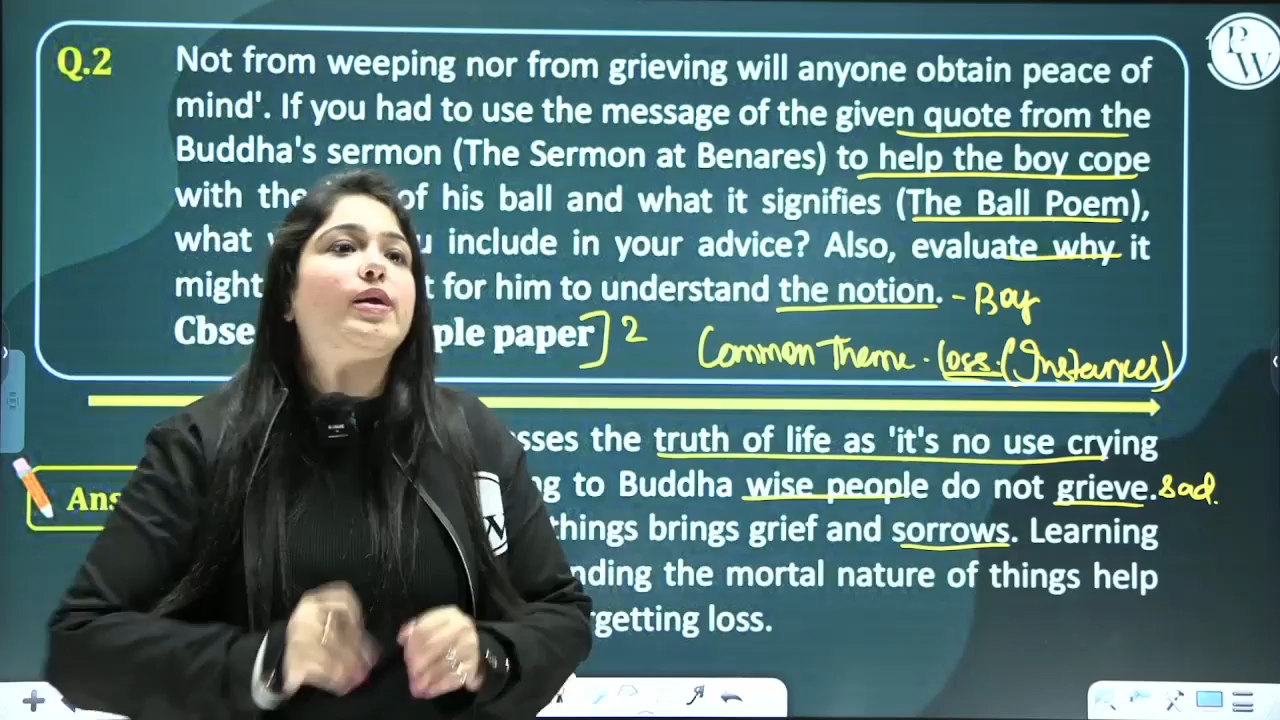 Q.2 Not from weeping nor from grieving will anyone obtain peace of
mind'. If you had to use the message of the given quote from the
Buddha's sermon (The Sermon at Benares) to help the boy cope
with the of his ball and what it signifies (The Ball Poem),
what include in your advice? Also, evaluate why it
might for him to understand the notion. - Boy
Cbse paper] 2 Common Theme. Loss. (Instances)
the truth of life as 'it's no use crying
Ans to Buddha wise people do not grieve. Sad.
things brings grief and sorrows. Learning
the mortal nature of things help
loss.
PW
W